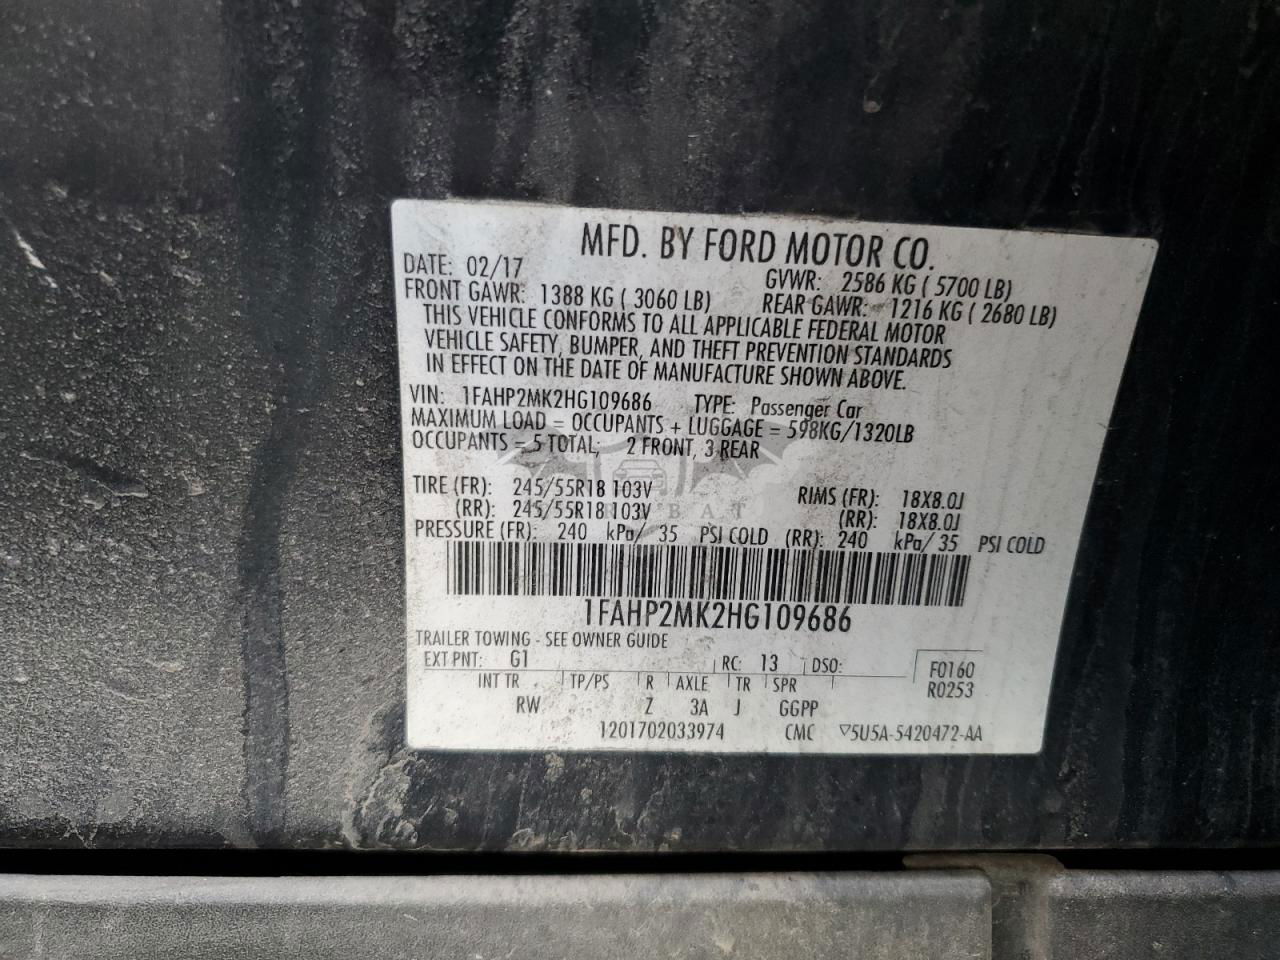 MFD. BY FORD MOTOR CO.
DATE: 02/17 GVWR: 2586 KG ( 5700 LB)
FRONT GAWR: 1388 KG ( 3060 LB) REAR GAWR: 1216 KG ( 2680 LB)
THIS VEHICLE CONFORMS TO ALL APPLICABLE FEDERAL MOTOR
VEHICLE SAFETY, BUMPER, AND THEFT PREVENTION STANDARDS
IN EFFECT ON THE DATE OF MANUFACTURE SHOWN ABOVE.
VIN: 1FAHP2MK2HG109686 TYPE: Passenger Car
MAXIMUM LOAD = OCCUPANTS + LUGGAGE = 598KG/1320LB
OCCUPANTS = 5 TOTAL; 2 FRONT, 3 REAR
TIRE (FR): 245/55R18 103V RIMS (FR): 18X8.0J
(RR): 245/55R18 103V (RR): 18X8.0J
PRESSURE (FR): 240 kPa/ 35 PSI COLD (RR): 240 kPa/ 35 PSI COLD
1FAHP2MK2HG109686
TRAILER TOWING - SEE OWNER GUIDE
EXT PNT: G1 RC: 13 DSO: F0160
INT TR TP/PS R AXLE TR SPR R0253
RW Z 3A J GGPP
1201702033974 CMC ▽5U5A-5420472-AA